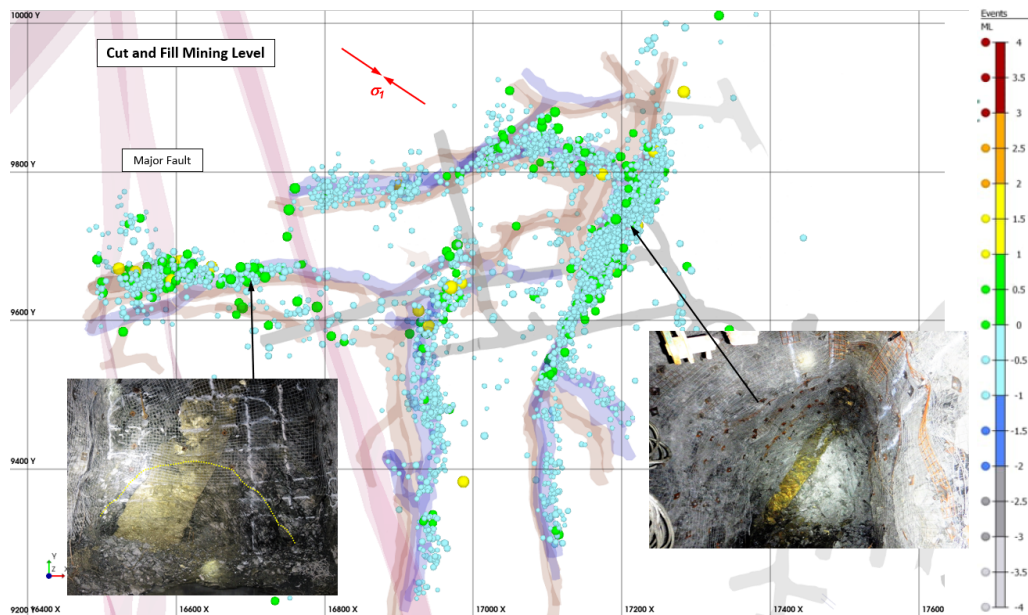 10000 Y
Events
ML
Cut and Fill Mining Level
σ1
Major Fault
9800 Y
9600 Y
9400 Y
9200 Y
16400 X
16600 X
16800 X
17000 X
17200 X
17400 X
17600 X
4
3.5
3
2.5
2
1.5
1
0.5
0
-0.5
-1
-1.5
-2
-2.5
-3
-3.5
-4
Y
Z